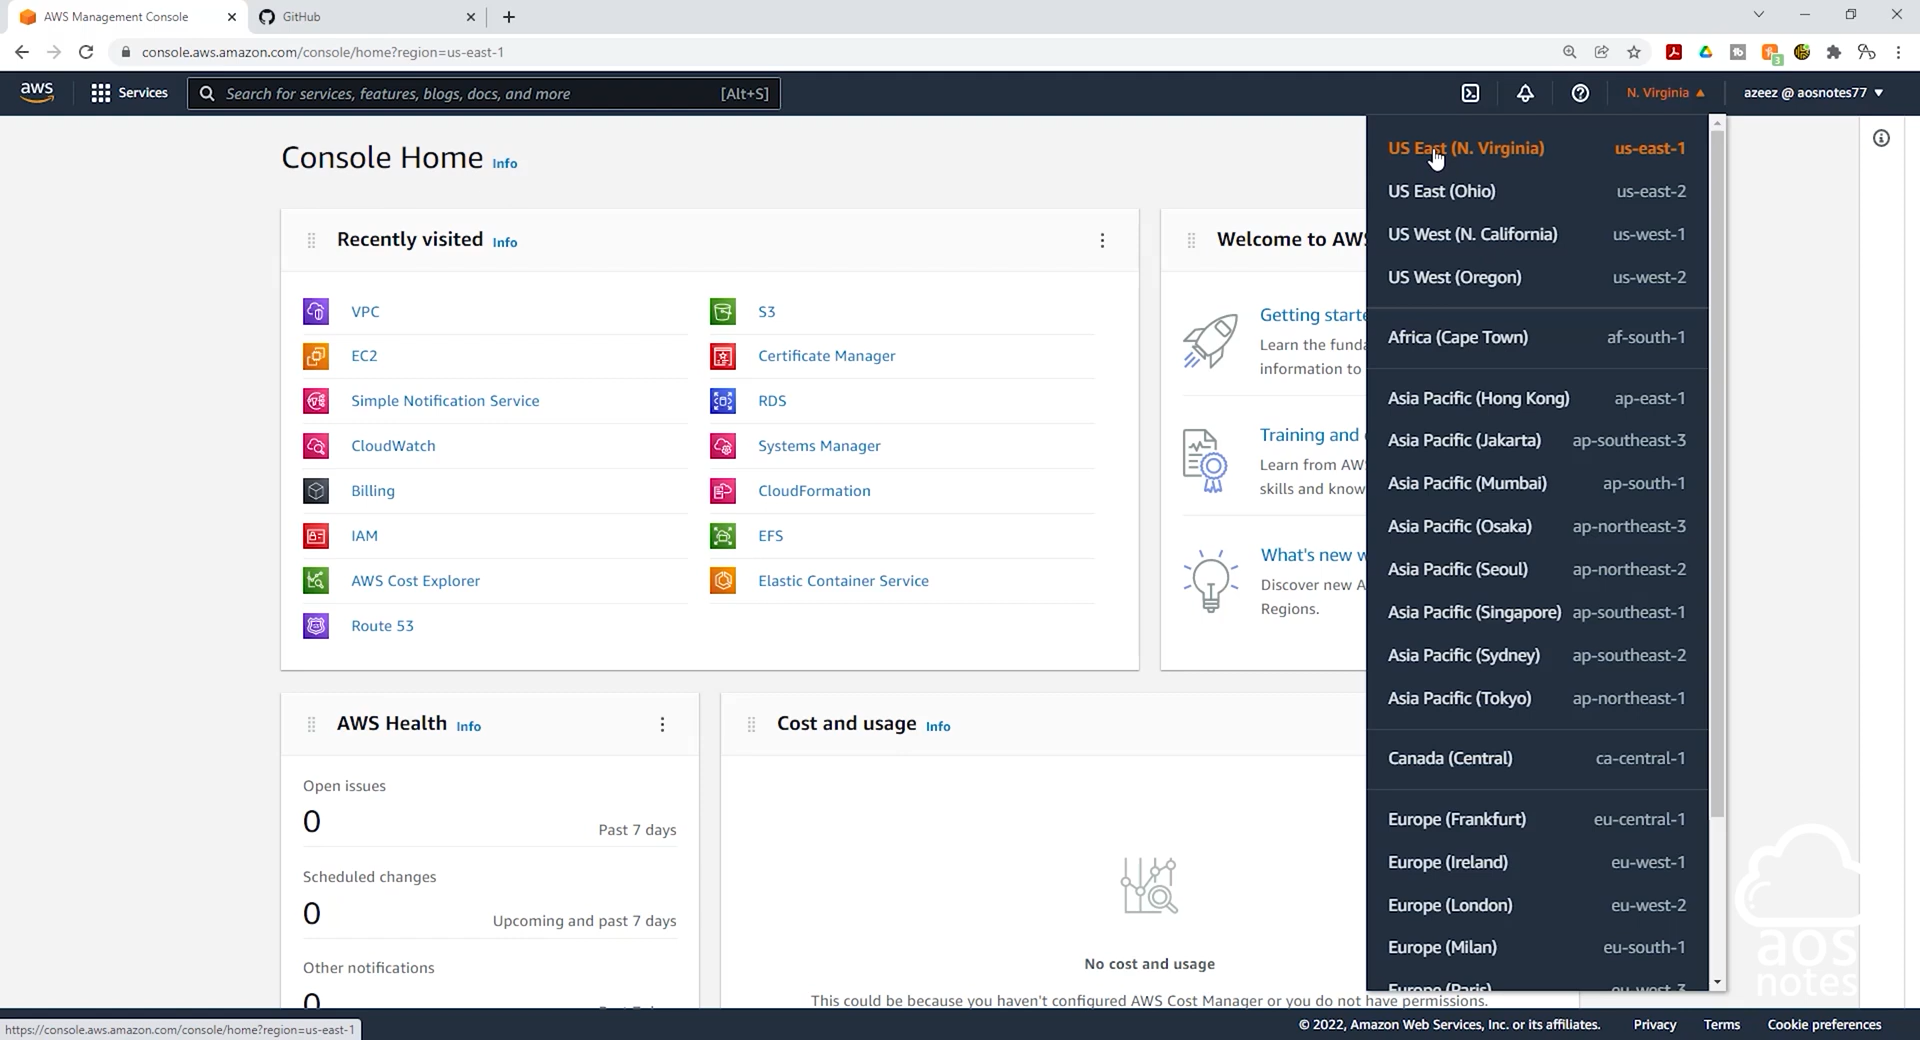 AWS Management Console
GitHub
console.aws.amazon.com/console/home?region=us-east-1
3
aws
Services
Search for services, features, blogs, docs, and more
[Alt+S]
N. Virginia
azeez @ aosnotes77
Console Home Info
Recently visited Info
VPC
EC2
Simple Notification Service
CloudWatch
Billing
IAM
AWS Cost Explorer
Route 53
S3
Certificate Manager
RDS
Systems Manager
CloudFormation
EFS
Elastic Container Service
Welcome to AWS
Getting starte
Learn the funda
information to
Training and
Learn from AW
skills and know
What's new w
Discover new A
Regions.
US East (N. Virginia) us-east-1
US East (Ohio) us-east-2
US West (N. California) us-west-1
US West (Oregon) us-west-2
Africa (Cape Town) af-south-1
Asia Pacific (Hong Kong) ap-east-1
Asia Pacific (Jakarta) ap-southeast-3
Asia Pacific (Mumbai) ap-south-1
Asia Pacific (Osaka) ap-northeast-3
Asia Pacific (Seoul) ap-northeast-2
Asia Pacific (Singapore) ap-southeast-1
Asia Pacific (Sydney) ap-southeast-2
Asia Pacific (Tokyo) ap-northeast-1
Canada (Central) ca-central-1
Europe (Frankfurt) eu-central-1
Europe (Ireland) eu-west-1
Europe (London) eu-west-2
Europe (Milan) eu-south-1
Europe (Paris) eu-west-3
AWS Health Info
Open issues
0
Past 7 days
Scheduled changes
0
Upcoming and past 7 days
Other notifications
0
Cost and usage Info
No cost and usage
This could be because you haven't configured AWS Cost Manager or you do not have permissions.
aos
notes
https://console.aws.amazon.com/console/home?region=us-east-1
© 2022, Amazon Web Services, Inc. or its affiliates.
Privacy
Terms
Cookie preferences